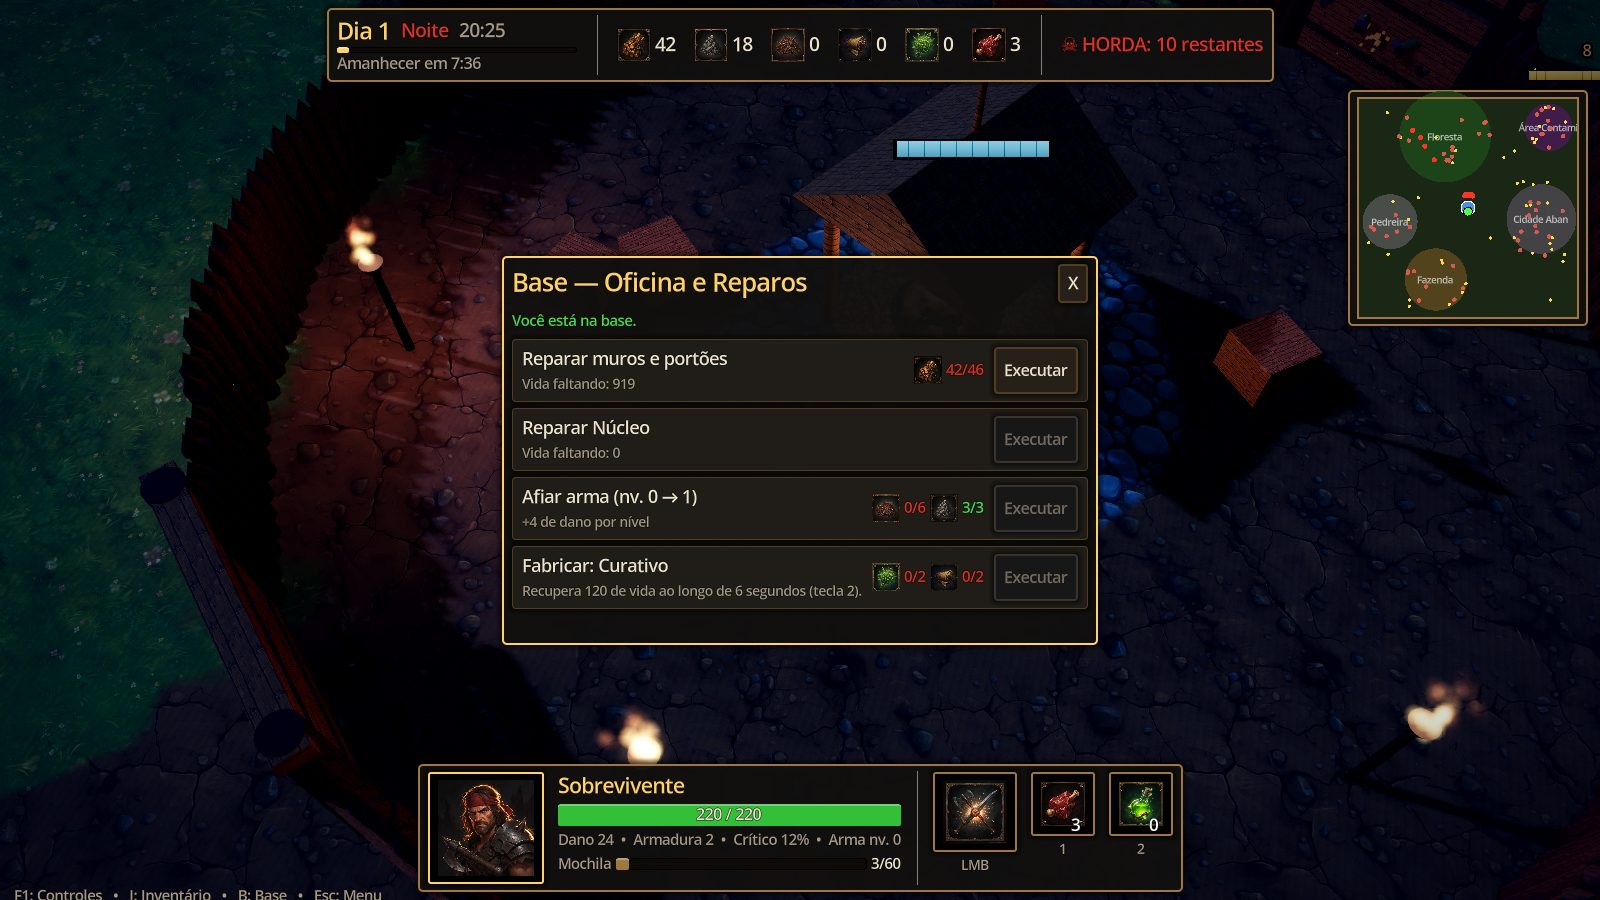 Dia 1 Noite 20:25
Amanhecer em 7:36
42 18 0 0 0 3
HORDA: 10 restantes
8
Floresta
Área Contami
Pedreira
Cidade Aban
Fazenda
Base — Oficina e Reparos
X
Você está na base.
Reparar muros e portões
Vida faltando: 919
42/46
Executar
Reparar Núcleo
Vida faltando: 0
Executar
Afiar arma (nv. 0 → 1)
+4 de dano por nível
0/6 3/3
Executar
Fabricar: Curativo
Recupera 120 de vida ao longo de 6 segundos (tecla 2).
0/2 0/2
Executar
Sobrevivente
220 / 220
Dano 24 • Armadura 2 • Crítico 12% • Arma nv. 0
Mochila 3/60
LMB
3
1
0
2
F1: Controles • I: Inventário • B: Base • Esc: Menu